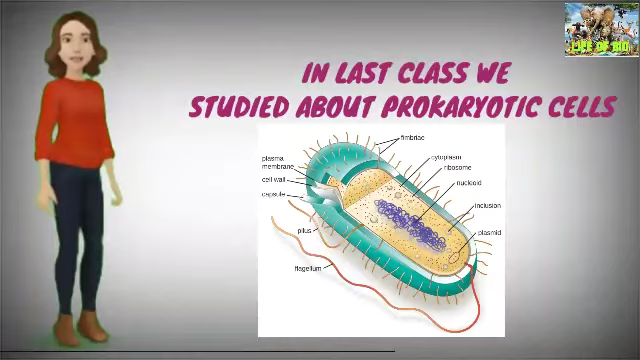 LIFE OF BIO
IN LAST CLASS WE
STUDIED ABOUT PROKARYOTIC CELLS
fimbriae
plasma
membrane
cytoplasm
ribosome
cell wall
nucleoid
capsule
inclusion
pilus
plasmid
flagellum